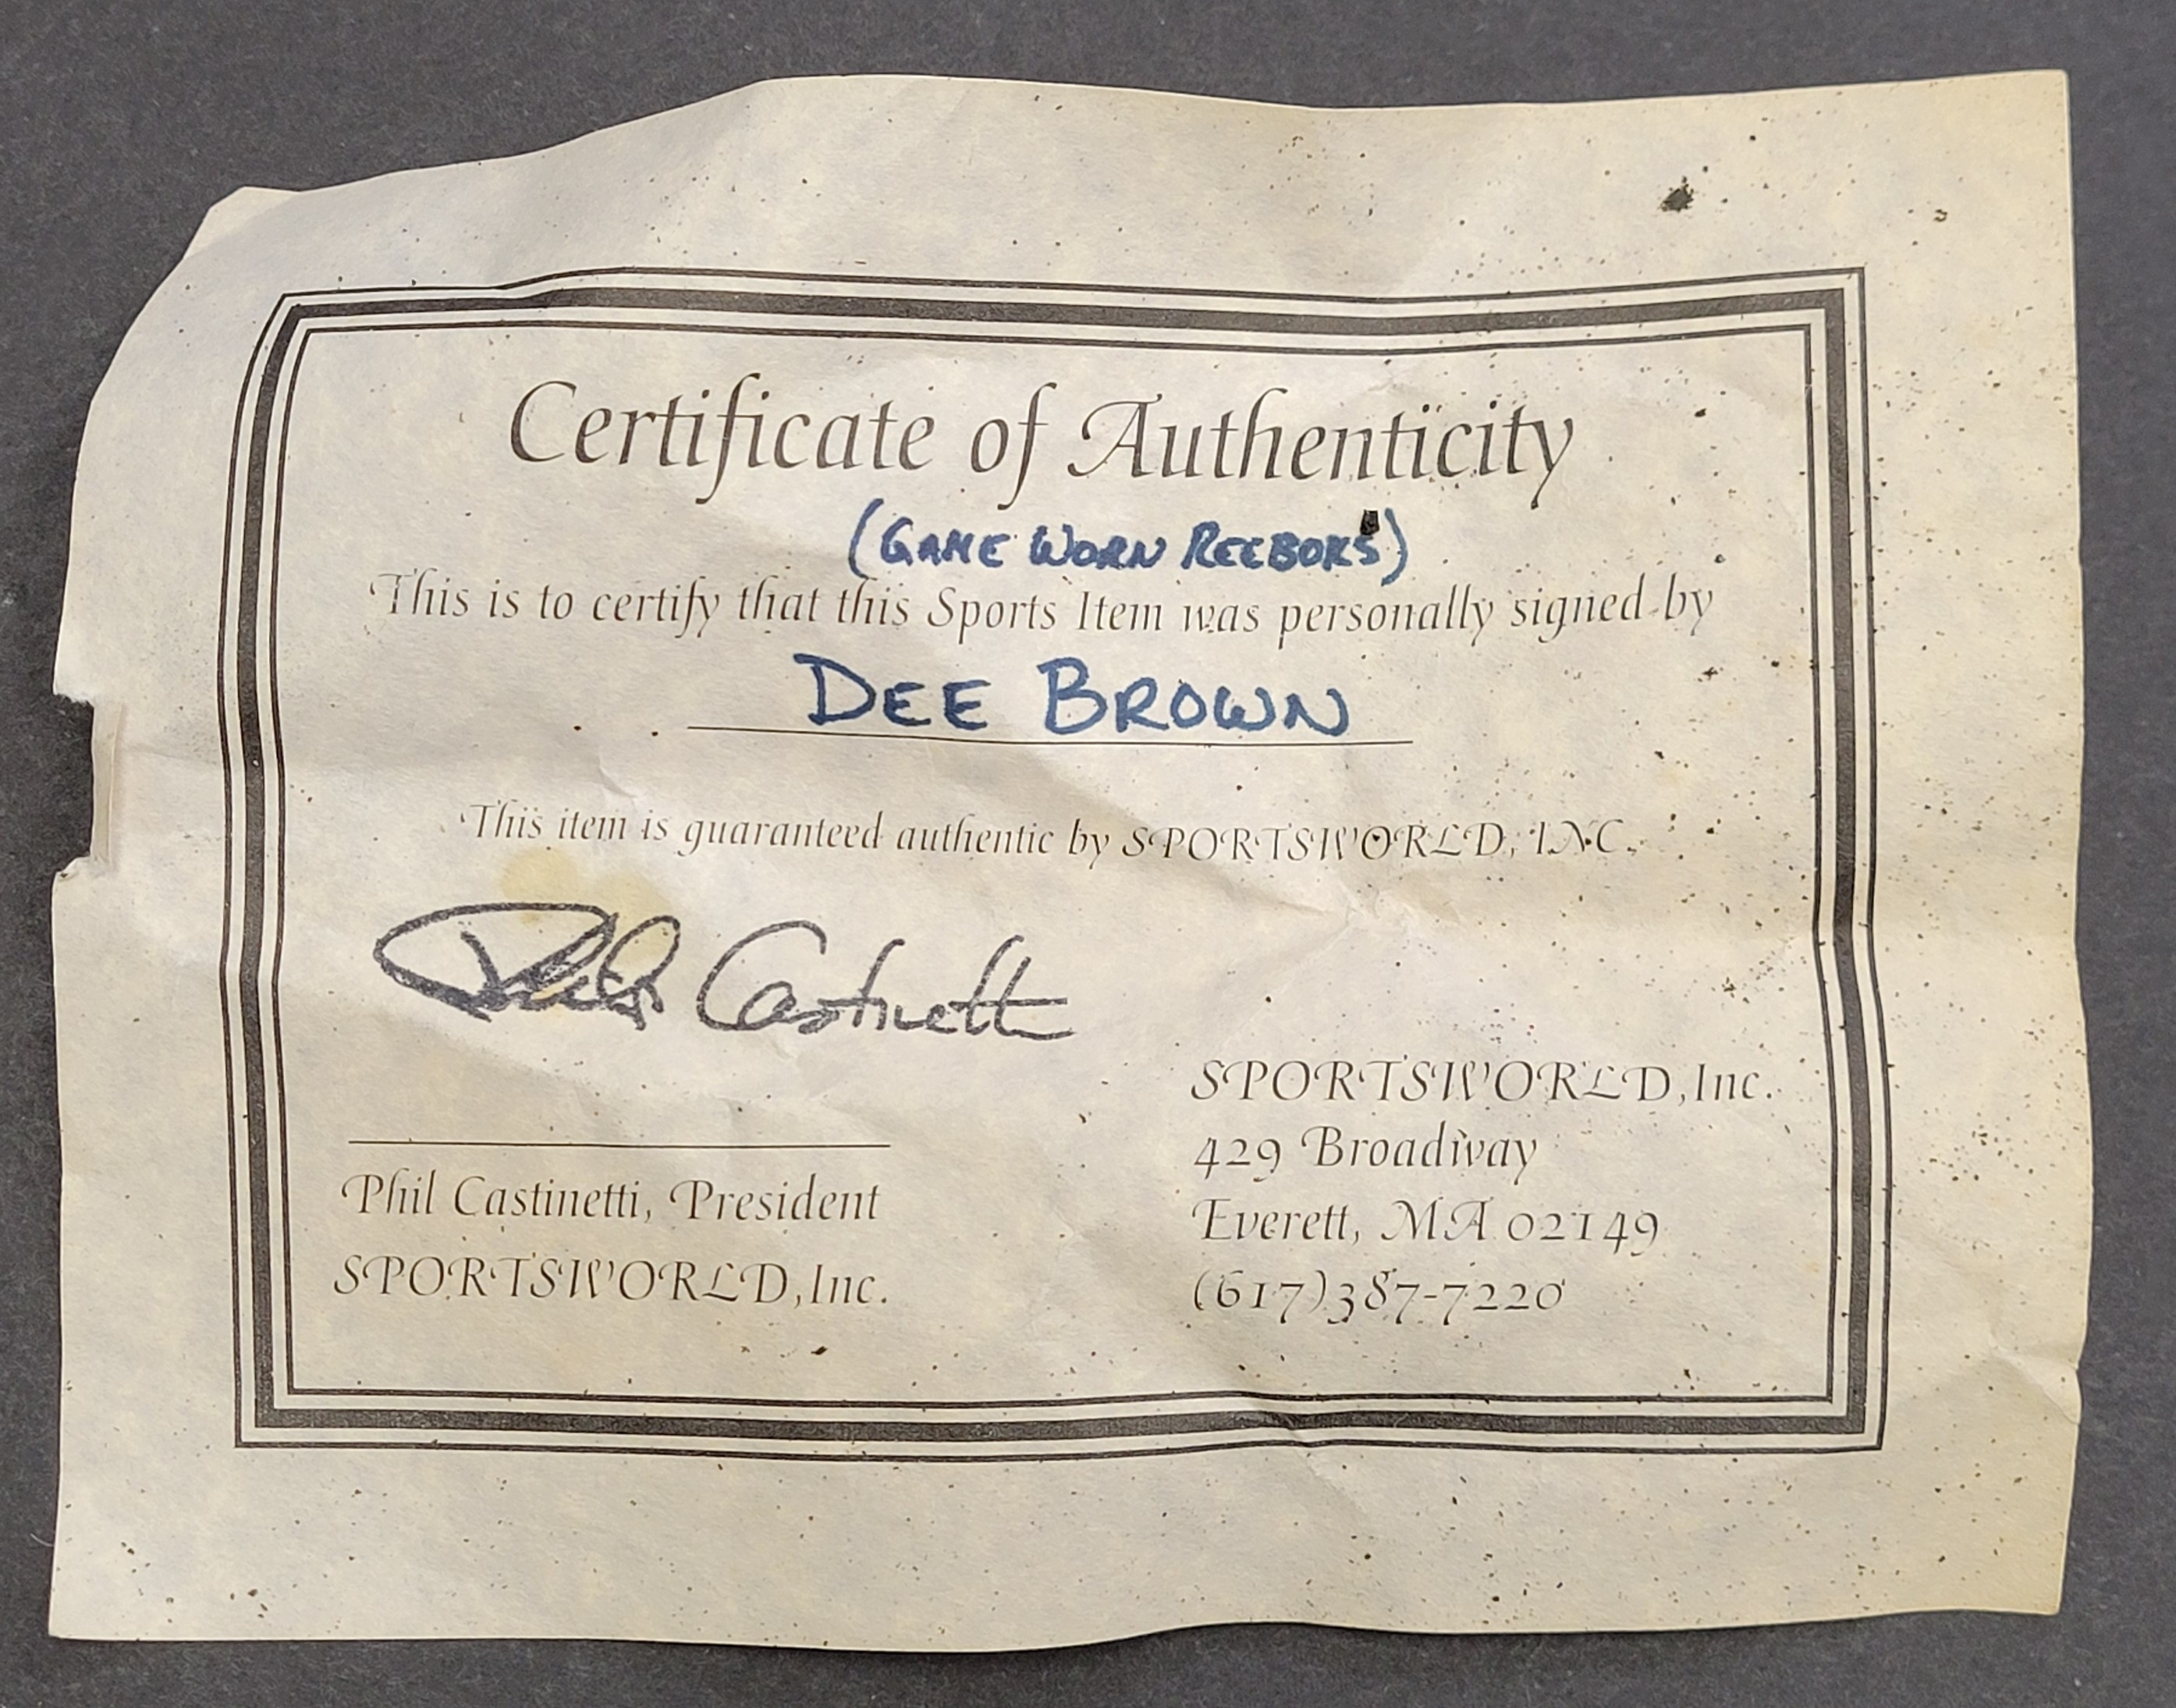 Certificate of Authenticity
(GAME WORN REEBOKS)
This is to certify that this Sports Item was personally signed by
DEE BROWN
This item is guaranteed authentic by SPORTSWORLD, INC.
Phil Castinetti
SPORTSWORLD,Inc.
429 Broadway
Everett, MA 02149
(617)387-7220
Phil Castinetti, President
SPORTSWORLD,Inc.